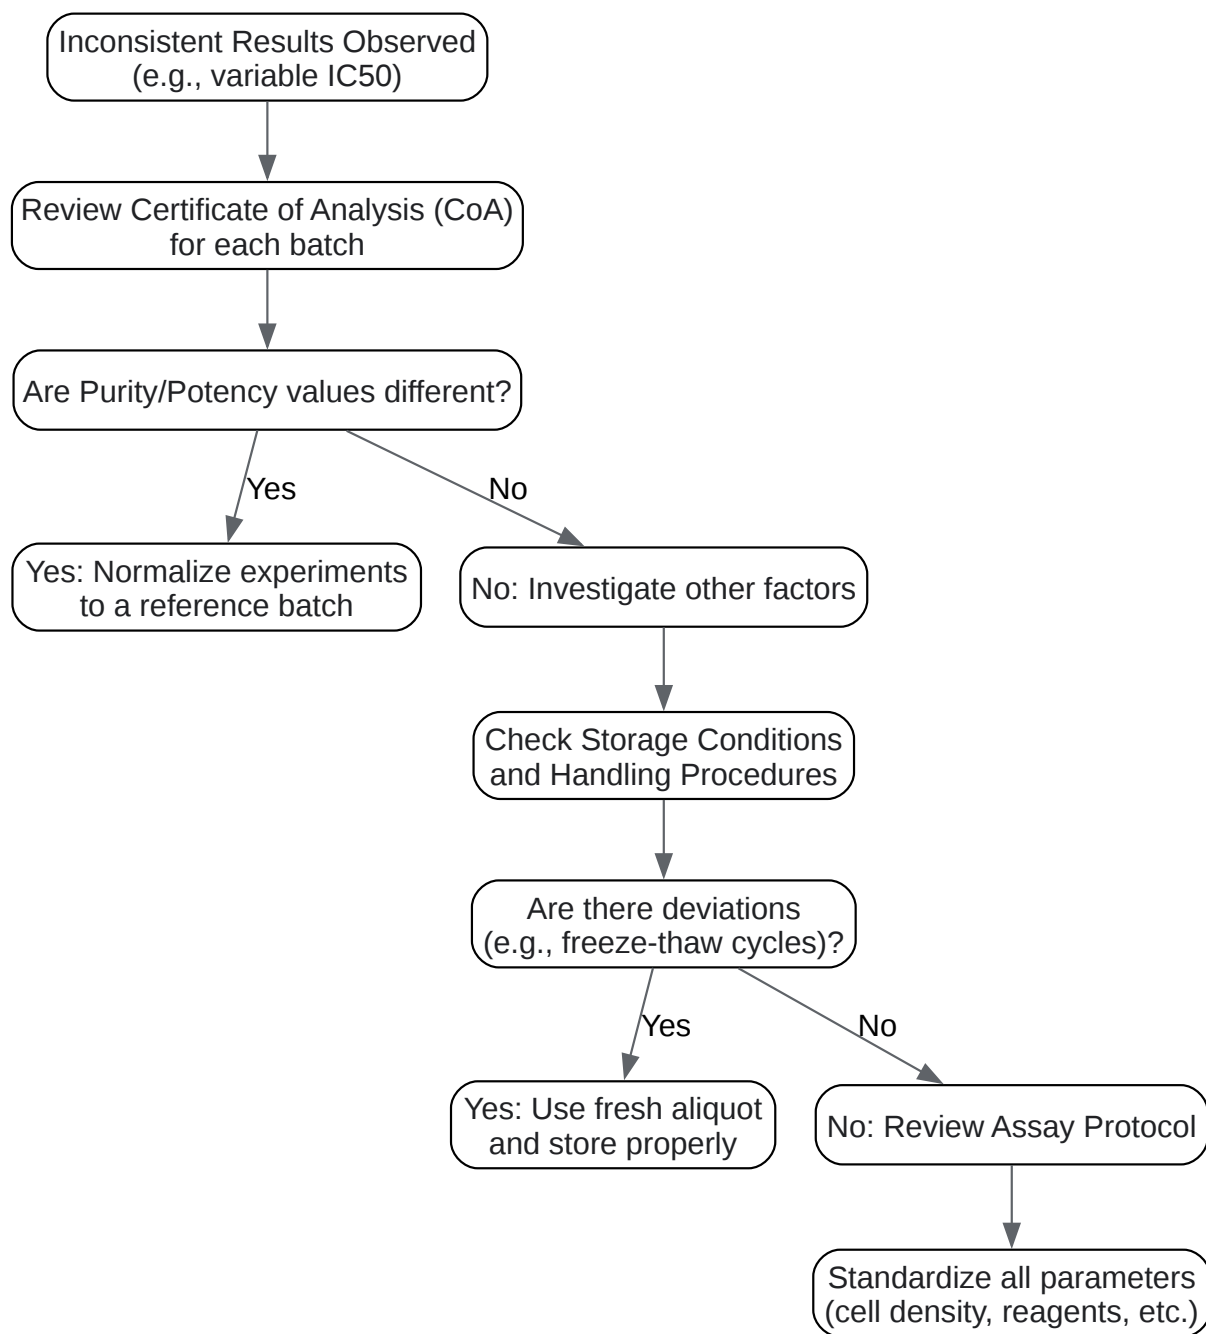 Inconsistent Results Observed
(e.g., variable IC50)
Review Certificate of Analysis (CoA)
for each batch
Are Purity/Potency values different?
Yes
No
Yes: Normalize experiments
to a reference batch
No: Investigate other factors
Check Storage Conditions
and Handling Procedures
Are there deviations
(e.g., freeze-thaw cycles)?
Yes
No
Yes: Use fresh aliquot
and store properly
No: Review Assay Protocol
Standardize all parameters
(cell density, reagents, etc.)